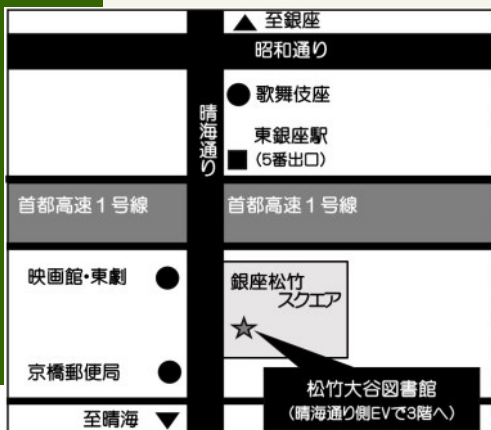 ▲ 至銀座
昭和通り
晴海通り
歌舞伎座
東銀座駅
(5番出口)
首都高速1号線
首都高速1号線
映画館・東劇
銀座松竹
スクエア
京橋郵便局
松竹大谷図書館
(晴海通り側EVで3階へ)
至晴海 ▼